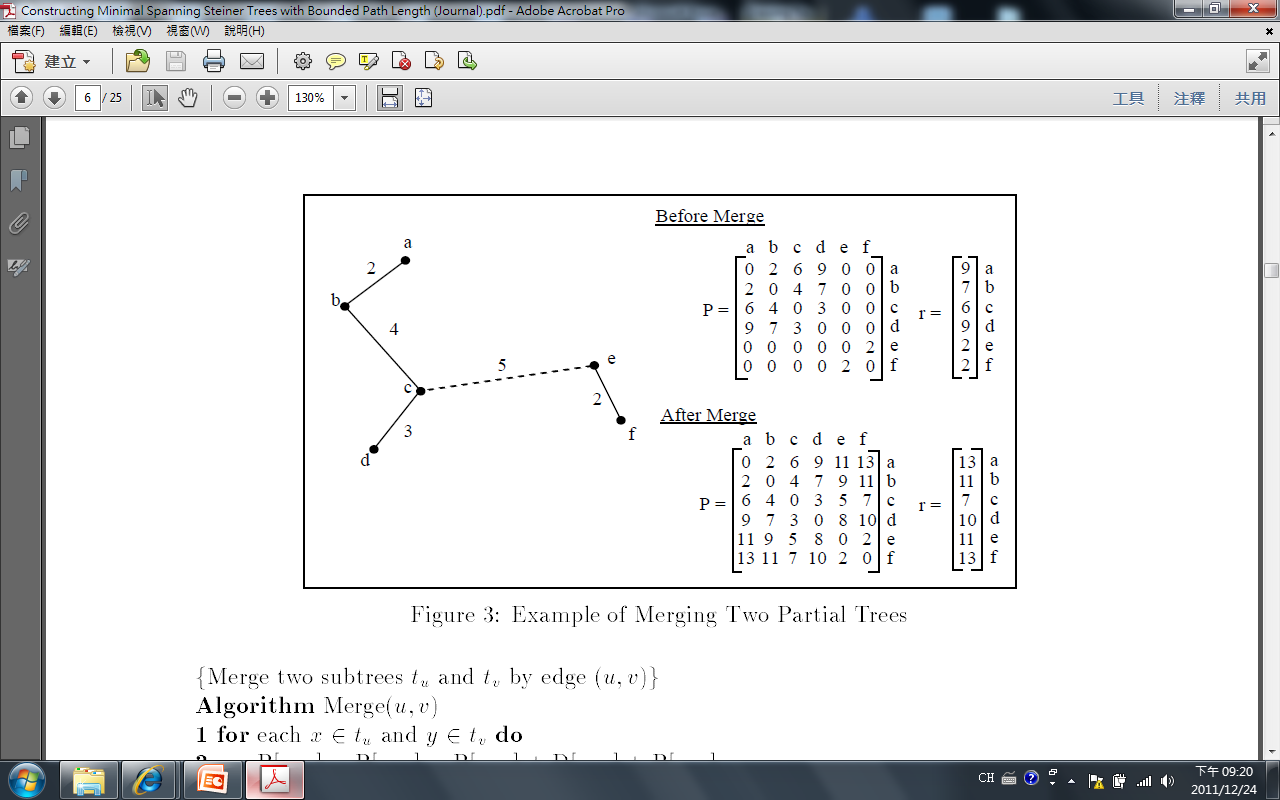 Constructing Minimal Spanning Steiner Trees with Bounded Path Length (Journal).pdf - Adobe Acrobat Pro
檔案(F) 編輯(E) 檢視(V) 視窗(W) 說明(H)
建立
6 / 25 130% 工具 註釋 共用
Before Merge
a b c d e f
P =
0 2 6 9 0 0 a
2 0 4 7 0 0 b
6 4 0 3 0 0 c
9 7 3 0 0 0 d
0 0 0 0 0 2 e
0 0 0 0 2 0 f
r =
9 a
7 b
6 c
9 d
2 e
2 f
a
2
b
4
5
e
c
2
3
f
d
After Merge
a b c d e f
P =
0 2 6 9 11 13 a
2 0 4 7 9 11 b
6 4 0 3 5 7 c
9 7 3 0 8 10 d
11 9 5 8 0 2 e
13 11 7 10 2 0 f
r =
13 a
11 b
7 c
10 d
11 e
13 f
Figure 3: Example of Merging Two Partial Trees
{Merge two subtrees t_u and t_v by edge (u, v)}
Algorithm Merge(u, v)
1 for each x ∈ t_u and y ∈ t_v do
CH
下午 09:20
2011/12/24